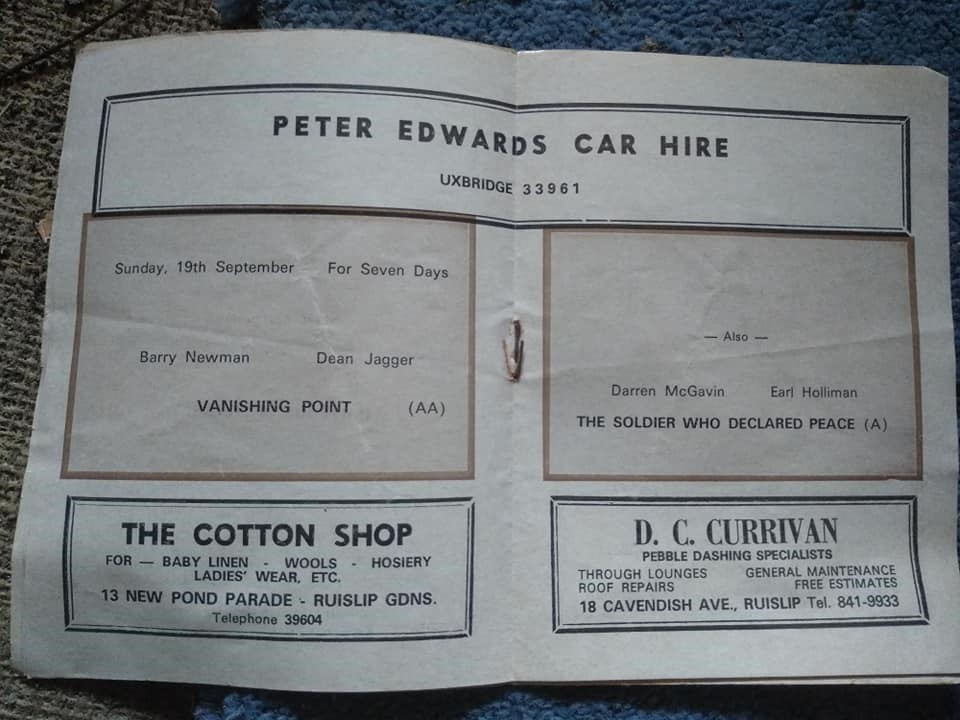 PETER EDWARDS CAR HIRE
UXBRIDGE 33961
Sunday, 19th September For Seven Days
Barry Newman Dean Jagger
VANISHING POINT (AA)
— Also —
Darren McGavin Earl Holliman
THE SOLDIER WHO DECLARED PEACE (A)
THE COTTON SHOP
FOR — BABY LINEN - WOOLS - HOSIERY
LADIES' WEAR, ETC.
13 NEW POND PARADE - RUISLIP GDNS.
Telephone 39604
D. C. CURRIVAN
PEBBLE DASHING SPECIALISTS
THROUGH LOUNGES GENERAL MAINTENANCE
ROOF REPAIRS FREE ESTIMATES
18 CAVENDISH AVE., RUISLIP Tel. 841-9933